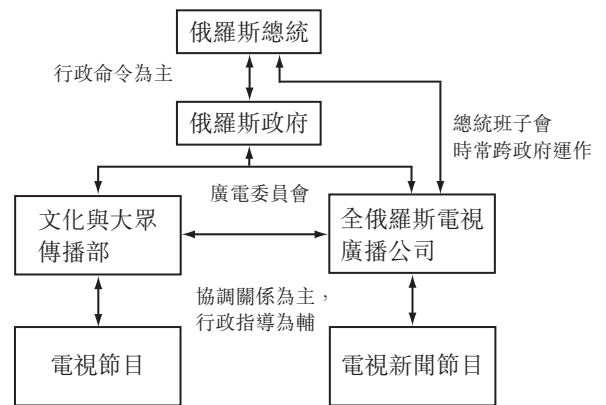 俄羅斯總統
行政命令為主
俄羅斯政府
總統班子會
時常跨政府運作
廣電委員會
文化與大眾
傳播部
全俄羅斯電視
廣播公司
協調關係為主，
行政指導為輔
電視節目
電視新聞節目